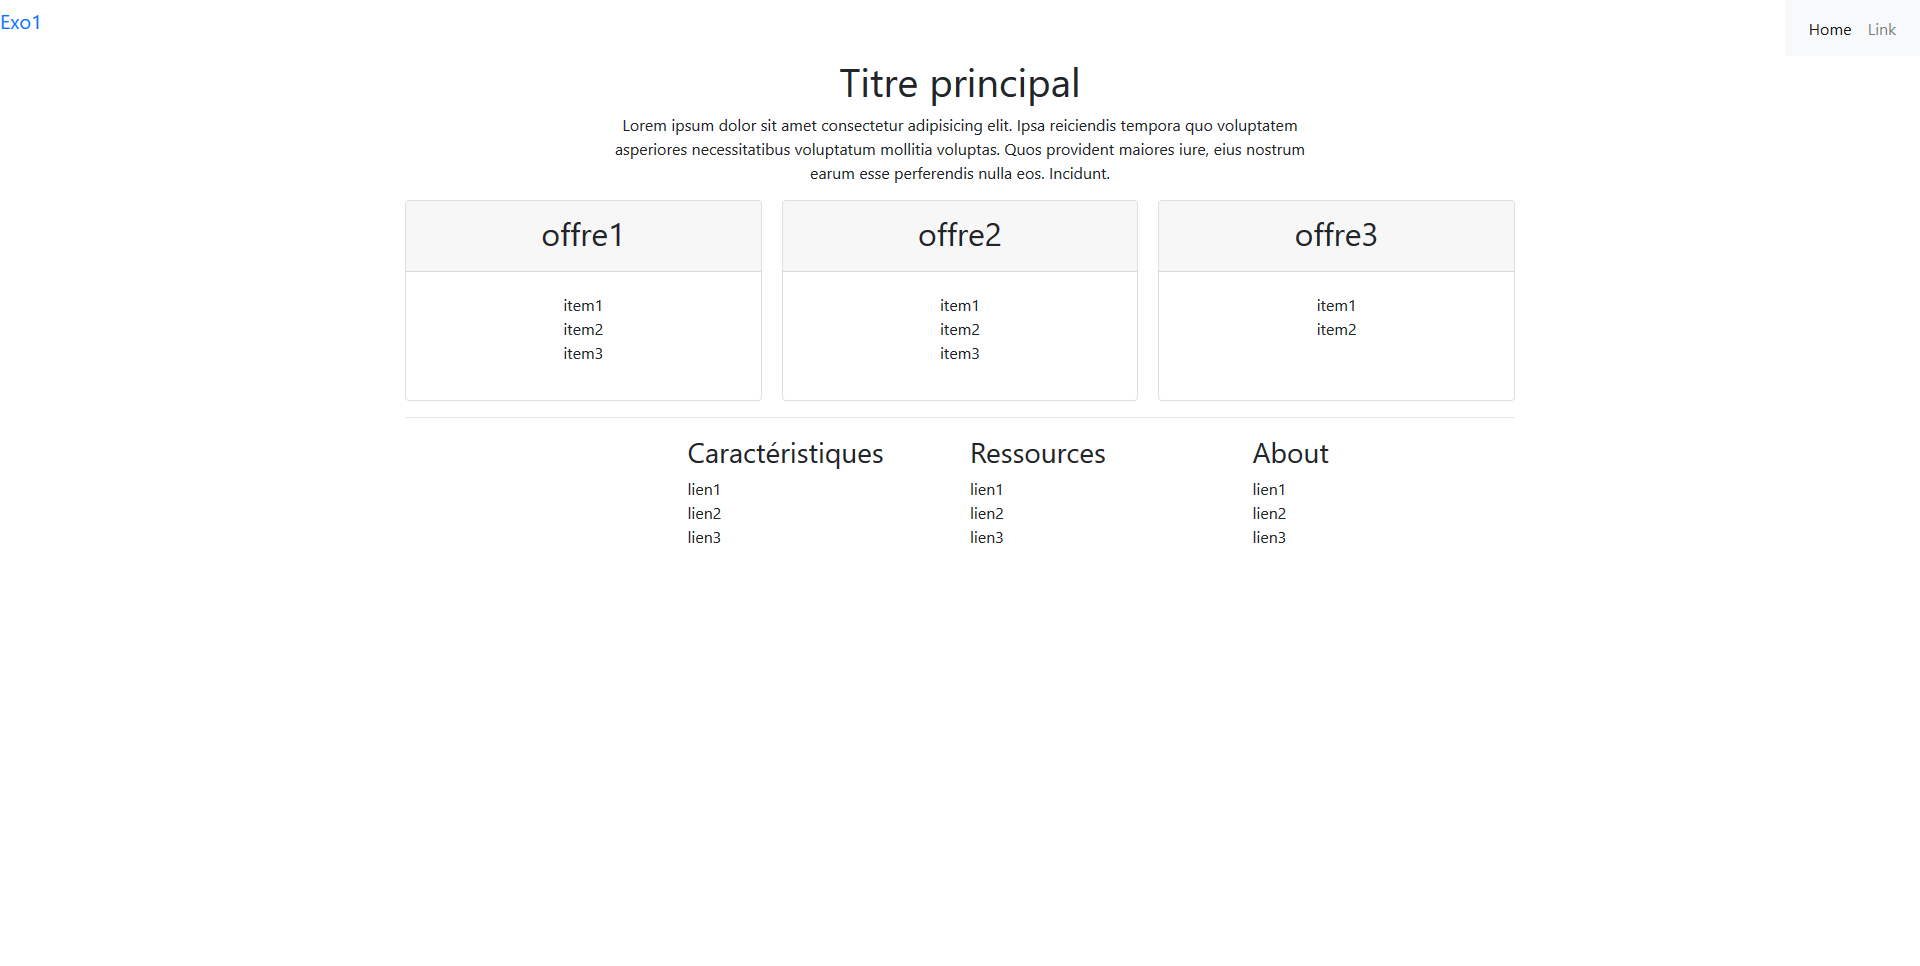 Exo1
Home Link
Titre principal
Lorem ipsum dolor sit amet consectetur adipisicing elit. Ipsa reiciendis tempora quo voluptatem
asperiores necessitatibus voluptatum mollitia voluptas. Quos provident maiores iure, eius nostrum
earum esse perferendis nulla eos. Incidunt.
offre1
item1
item2
item3
offre2
item1
item2
item3
offre3
item1
item2
Caractéristiques
lien1
lien2
lien3
Ressources
lien1
lien2
lien3
About
lien1
lien2
lien3